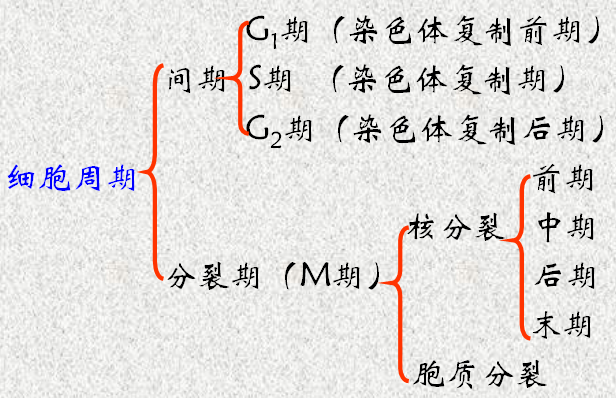 G₁期（染色体复制前期）
间期 S期 （染色体复制期）
G₂期（染色体复制后期）
细胞周期
前期
核分裂 中期
分裂期（M期） 后期
末期
胞质分裂